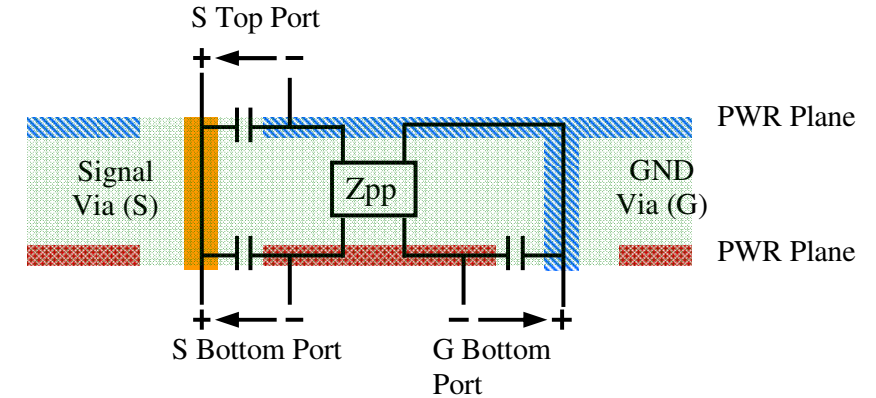 S Top Port
+ −
PWR Plane
Signal
Via (S)
Zpp
GND
Via (G)
PWR Plane
+ −
− +
S Bottom Port
G Bottom
Port